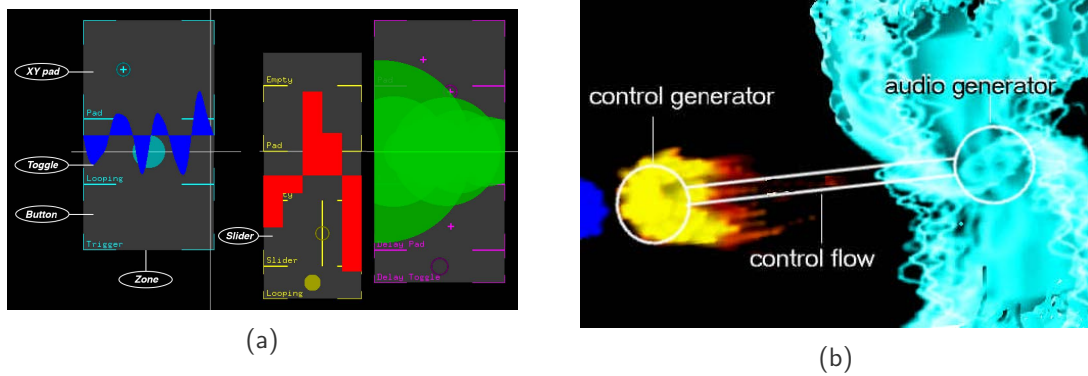 XY pad
Pad
Toggle
Looping
Button
Trigger
Zone
Empty
Pad
Slider
Slider
Looping
Delay Pad
Delay Toggle
(a)
control generator
audio generator
control flow
(b)